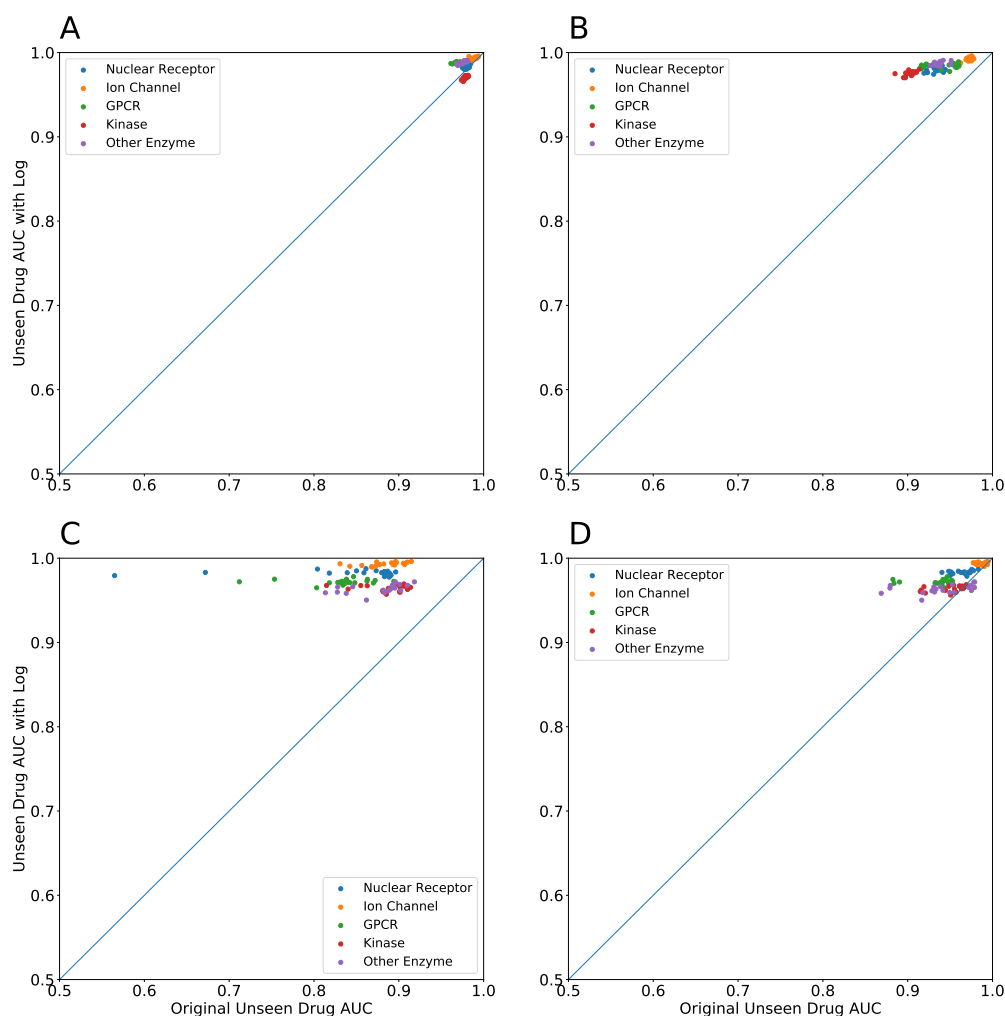 A
1.0
0.9
0.8
0.7
0.6
0.5
Unseen Drug AUC with Log
Nuclear Receptor
Ion Channel
GPCR
Kinase
Other Enzyme
0.5 0.6 0.7 0.8 0.9 1.0
B
1.0
0.9
0.8
0.7
0.6
0.5
Nuclear Receptor
Ion Channel
GPCR
Kinase
Other Enzyme
0.5 0.6 0.7 0.8 0.9 1.0
C
1.0
0.9
0.8
0.7
0.6
0.5
Unseen Drug AUC with Log
Nuclear Receptor
Ion Channel
GPCR
Kinase
Other Enzyme
0.5 0.6 0.7 0.8 0.9 1.0
Original Unseen Drug AUC
D
1.0
0.9
0.8
0.7
0.6
0.5
Nuclear Receptor
Ion Channel
GPCR
Kinase
Other Enzyme
0.5 0.6 0.7 0.8 0.9 1.0
Original Unseen Drug AUC